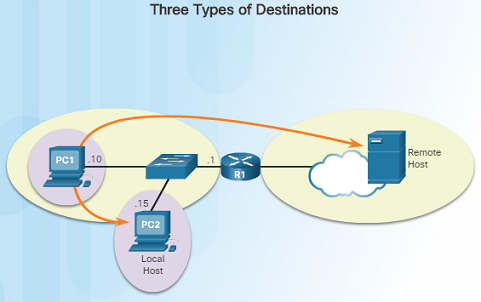 Three Types of Destinations
PC1
.10
.1
R1
Remote
Host
.15
PC2
Local
Host